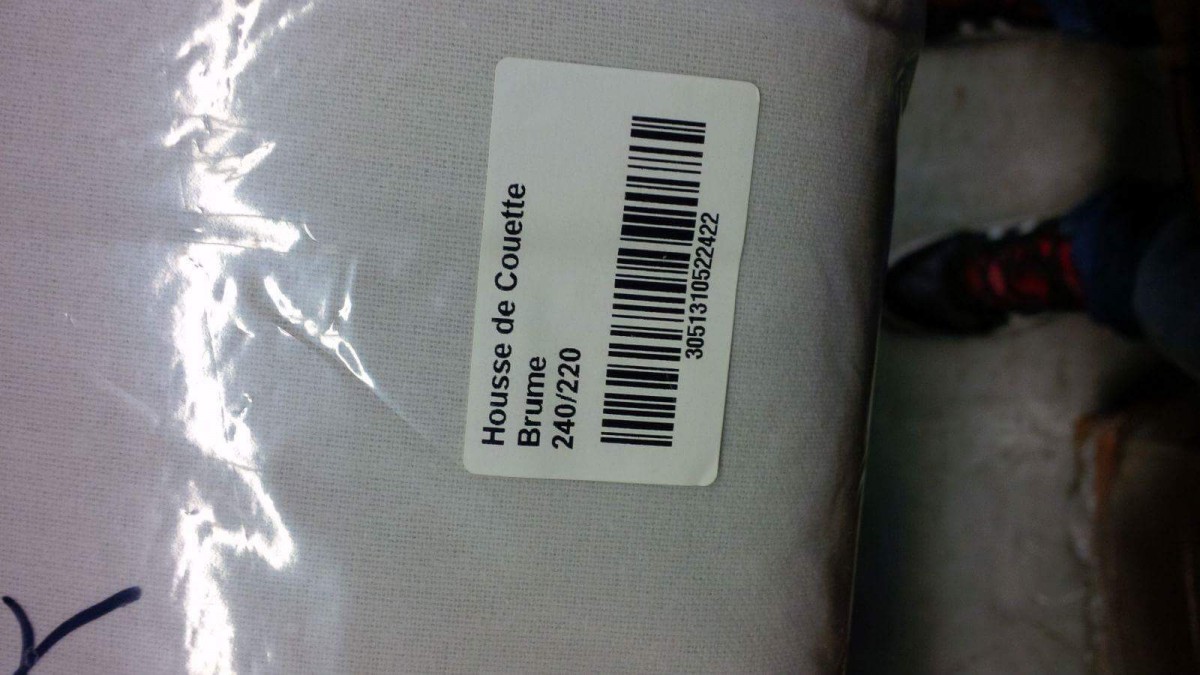 Housse de Couette
Brume
240/220
3051310522422